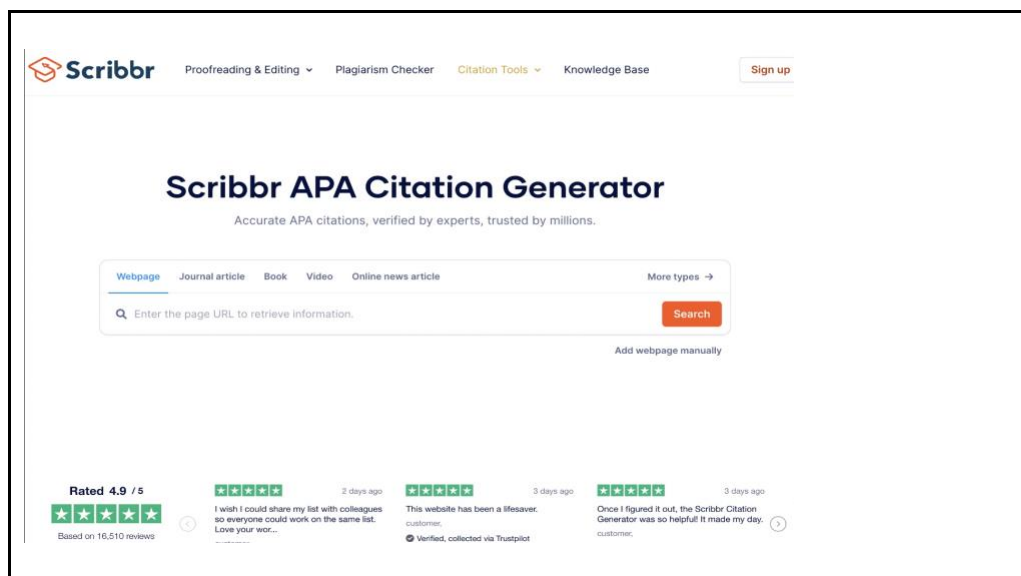 Scribbr Proofreading & Editing Plagiarism Checker Citation Tools Knowledge Base Sign up
Scribbr APA Citation Generator
Accurate APA citations, verified by experts, trusted by millions.
Webpage Journal article Book Video Online news article More types →
Enter the page URL to retrieve information. Search
Add webpage manually
Rated 4.9 / 5
Based on 16,510 reviews
2 days ago
I wish I could share my list with colleagues
so everyone could work on the same list.
Love your wor...
3 days ago
This website has been a lifesaver.
customer,
Verified, collected via Trustpilot
3 days ago
Once I figured it out, the Scribbr Citation
Generator was so helpful! It made my day.
customer,